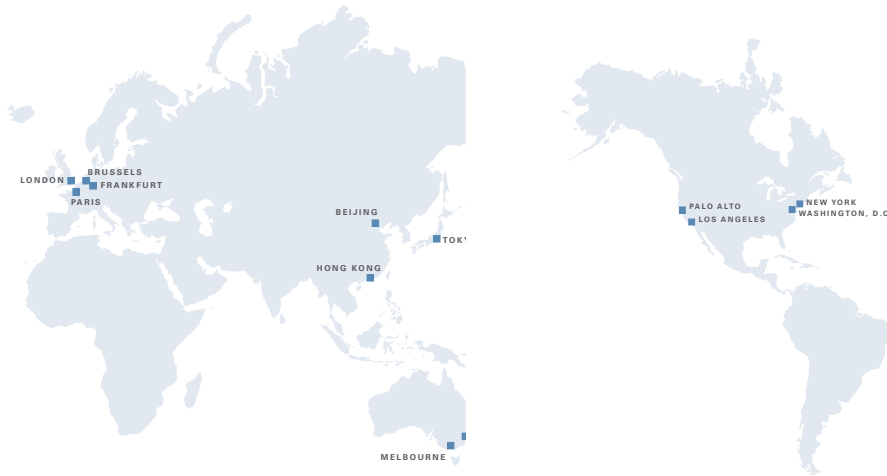 LONDON
BRUSSELS
FRANKFURT
PARIS
BEIJING
HONG KONG
MELBOURNE
PALO ALTO
LOS ANGELES
NEW YORK
WASHINGTON, D.C